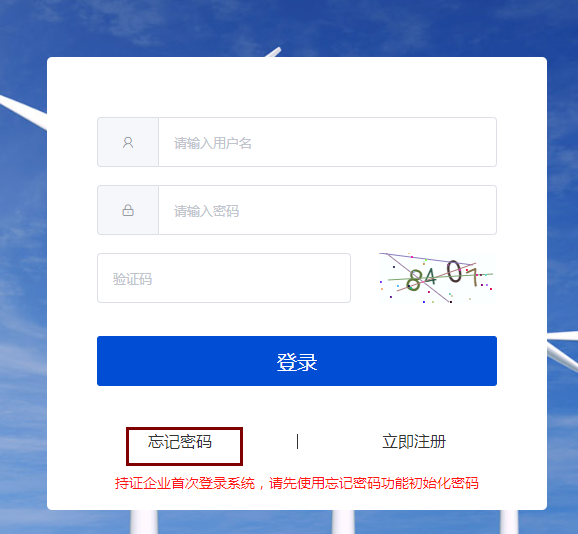 请输入用户名
请输入密码
验证码 8401
登录
忘记密码 | 立即注册
持证企业首次登录系统，请先使用忘记密码功能初始化密码